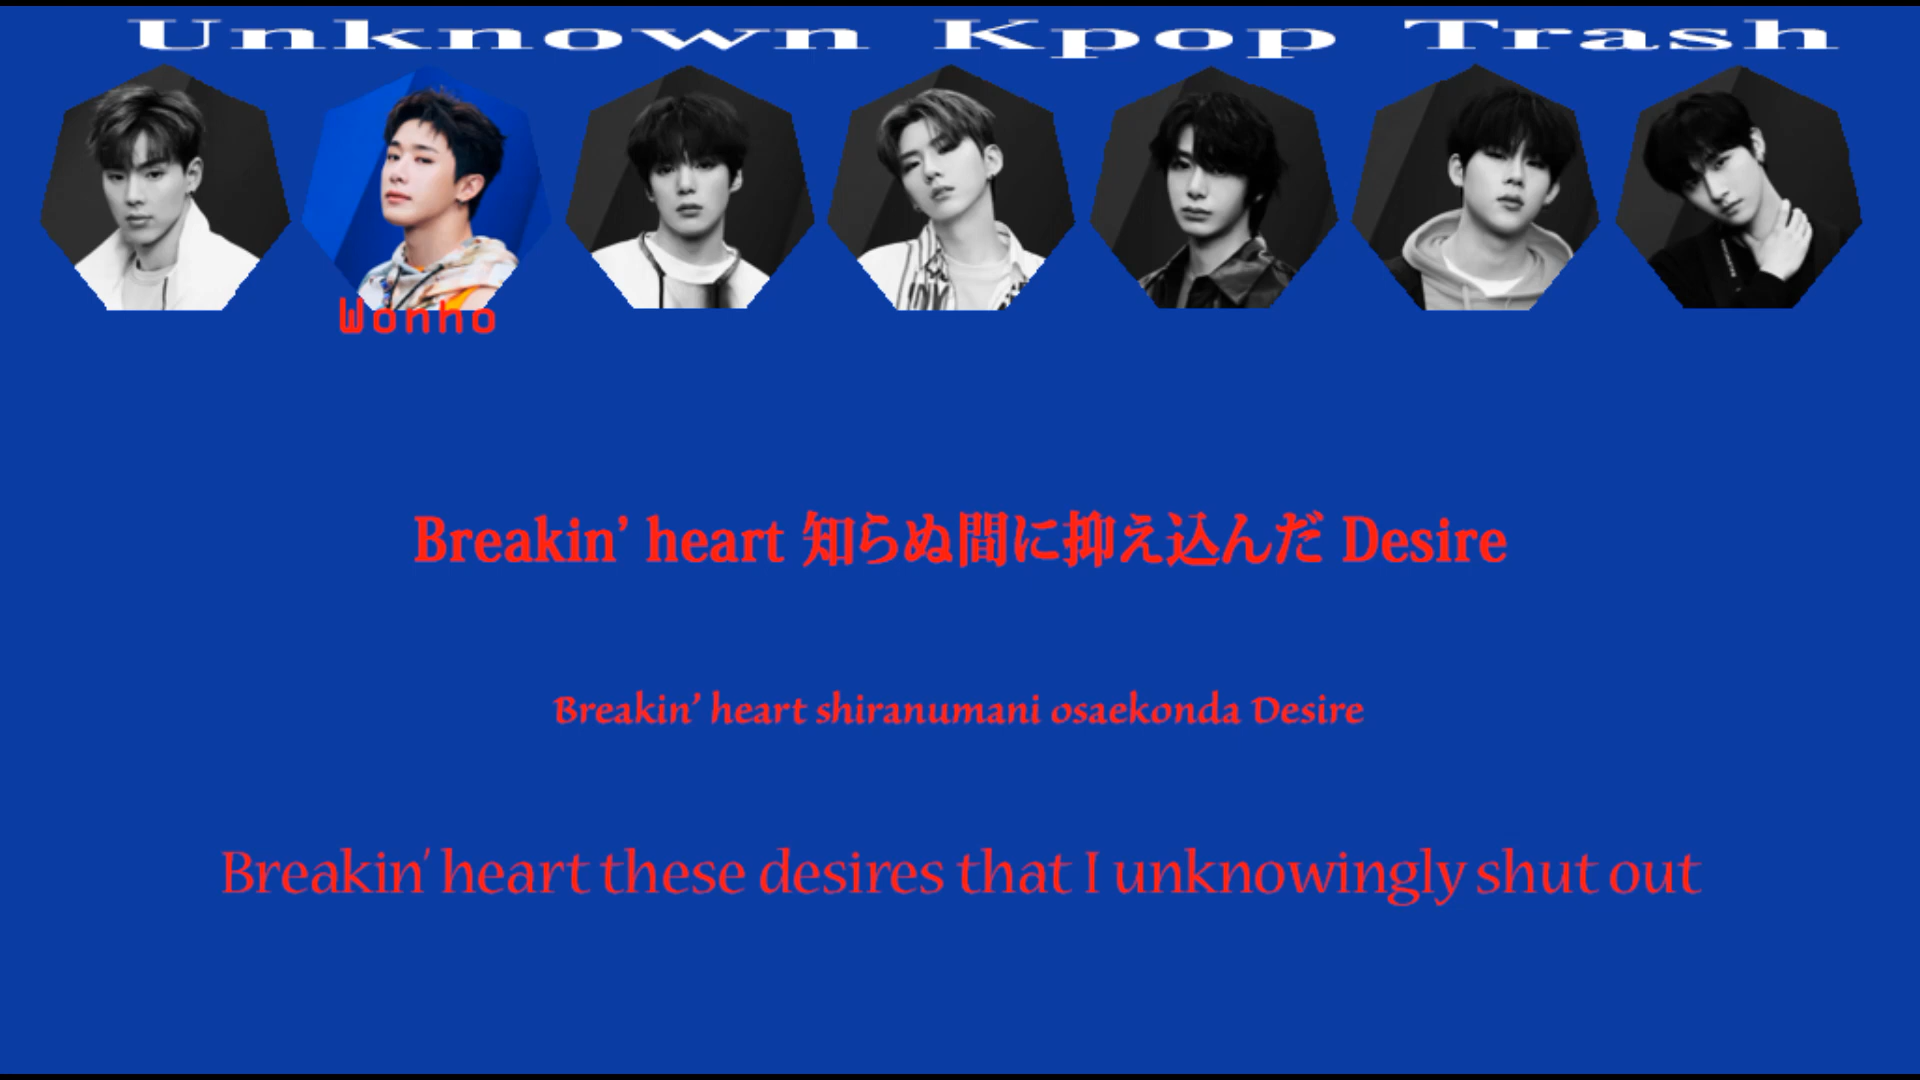 Unknown Kpop Trash
Wonho
Breakin’ heart 知らぬ間に抑え込んだ Desire
Breakin’ heart shiranumani osaekonda Desire
Breakin' heart these desires that I unknowingly shut out